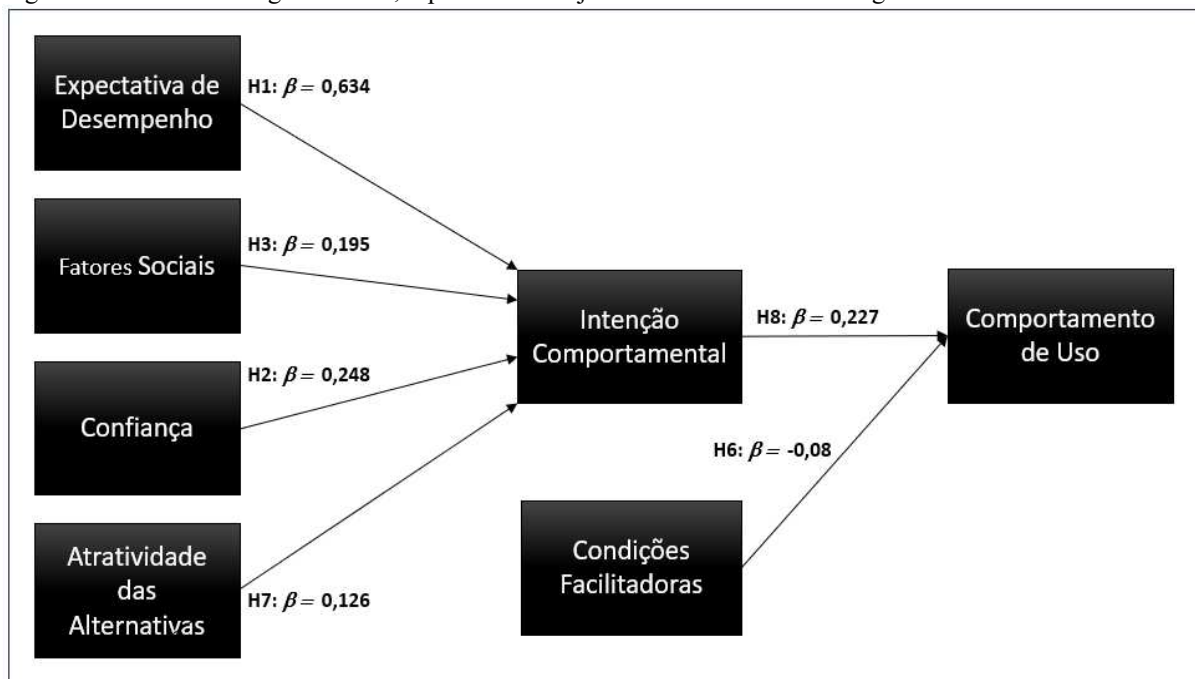 Expectativa de
Desempenho
H1: β = 0,634
Fatores Sociais
H3: β = 0,195
Confiança
H2: β = 0,248
Atratividade
das
Alternativas
H7: β = 0,126
Intenção
Comportamental
H8: β = 0,227
Comportamento
de Uso
H6: β = -0,08
Condições
Facilitadoras